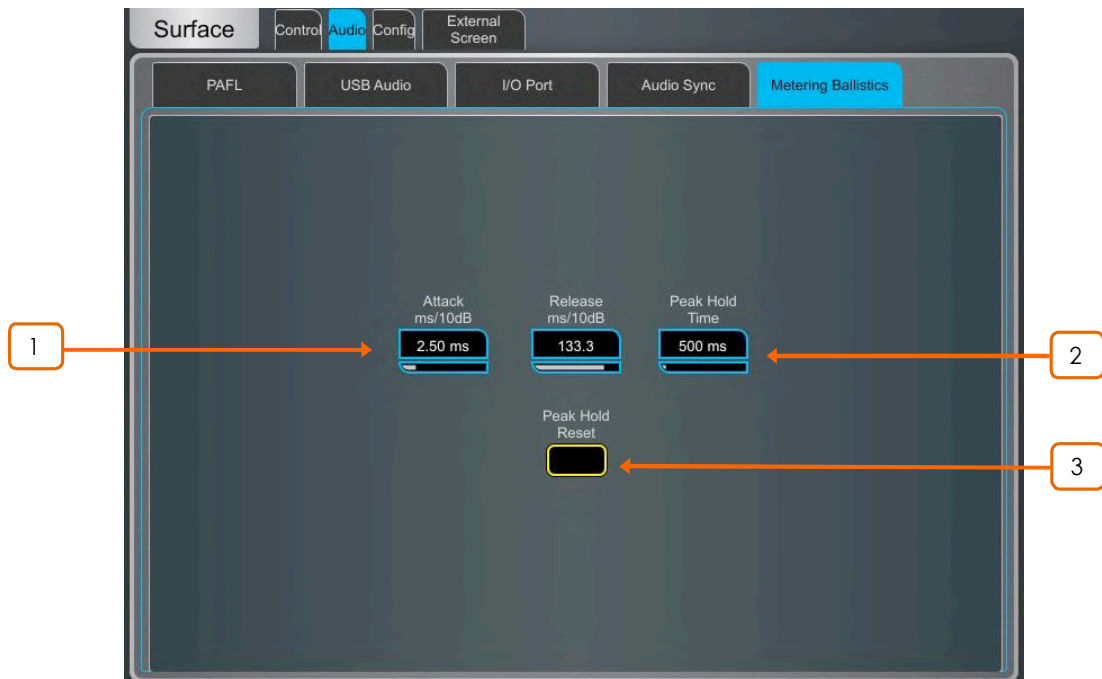 Surface
Control
Audio
Config
External
Screen
PAFL
USB Audio
I/O Port
Audio Sync
Metering Ballistics
Attack
ms/10dB
Release
ms/10dB
Peak Hold
Time
1
2.50 ms
133.3
500 ms
2
Peak Hold
Reset
3